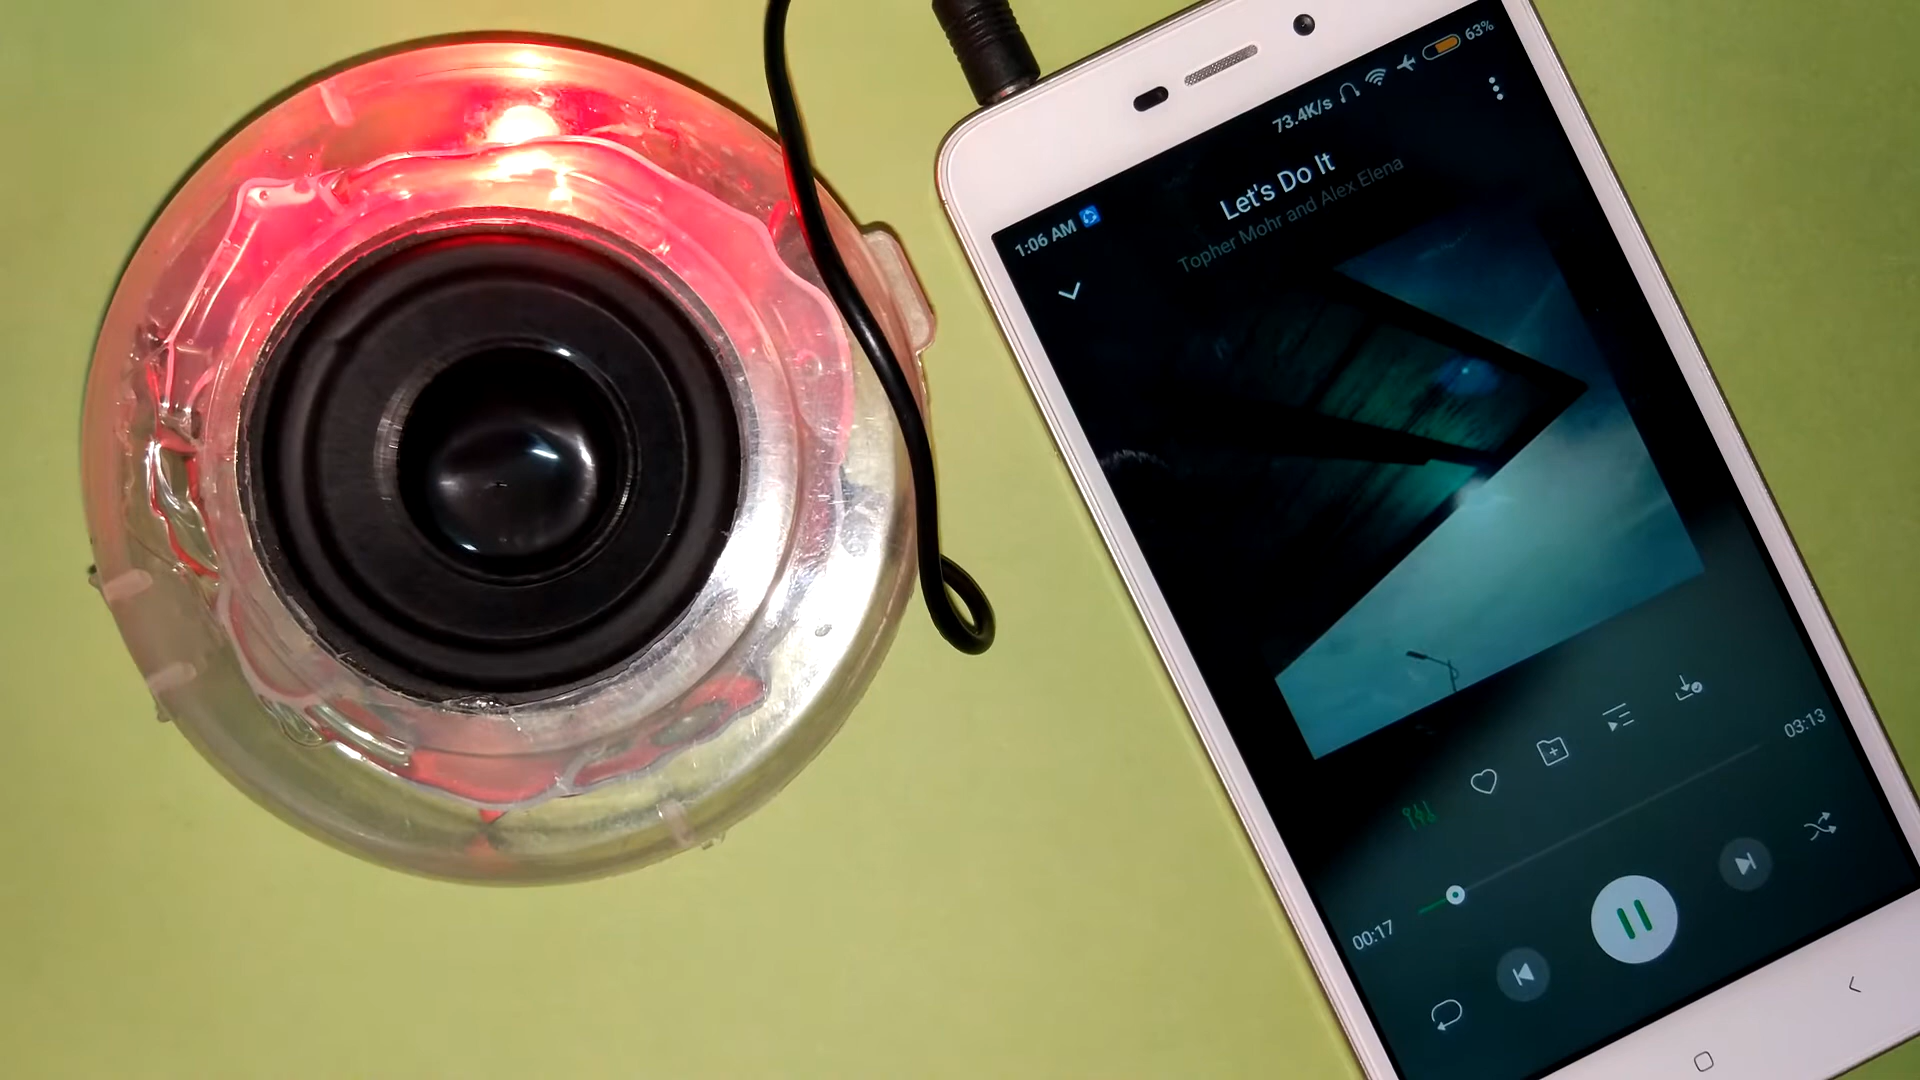 73.4K/s 63%
1:06 AM
Let's Do It
Topher Mohr and Alex Elena
03:13
00:17